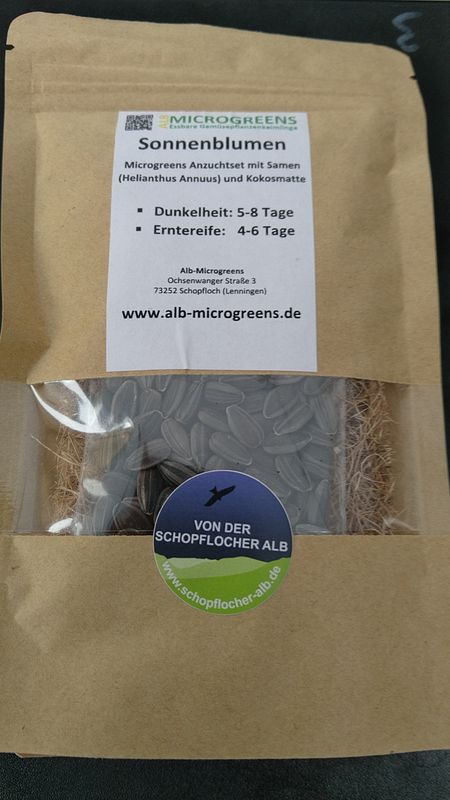 ALB MICROGREENS
Essbare Gemüsepflanzenkeimlinge
Sonnenblumen
Microgreens Anzuchtset mit Samen
(Helianthus Annuus) und Kokosmatte
▪ Dunkelheit: 5-8 Tage
▪ Erntereife: 4-6 Tage
Alb-Microgreens
Ochsenwanger Straße 3
73252 Schopfloch (Lenningen)
www.alb-microgreens.de
VON DER
SCHOPFLOCHER ALB
www.schopflocher-alb.de